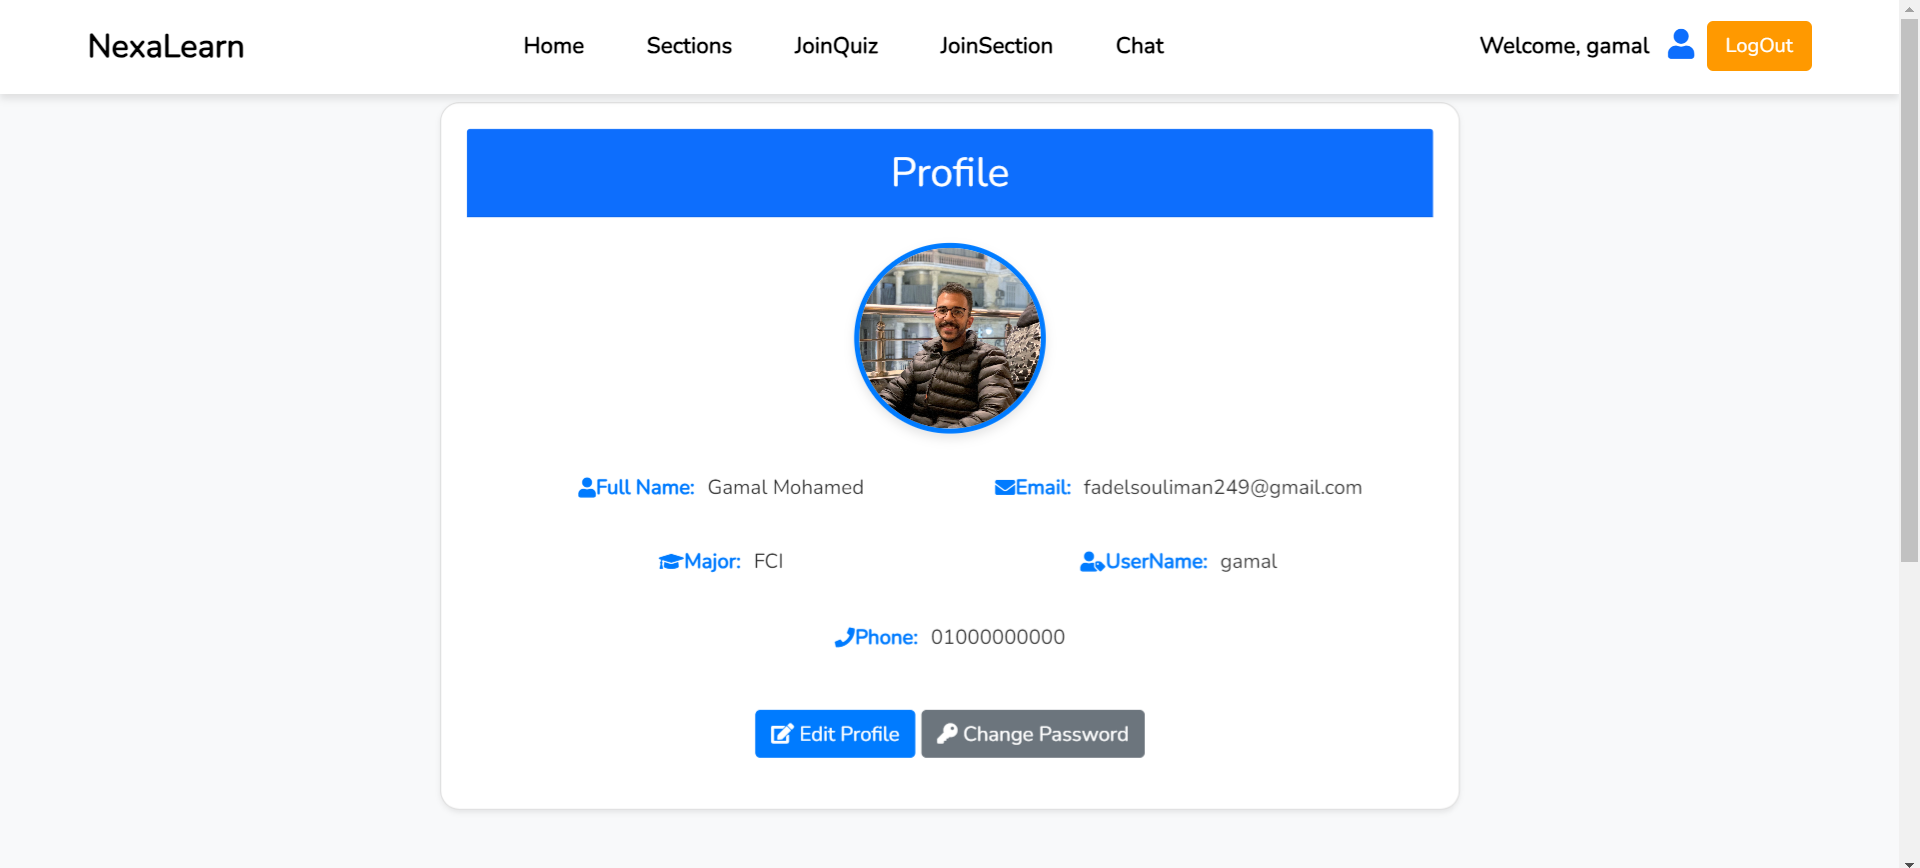 NexaLearn Home Sections JoinQuiz JoinSection Chat Welcome, gamal LogOut
Profile
Full Name: Gamal Mohamed Email: fadelsouliman249@gmail.com
Major: FCI UserName: gamal
Phone: 01000000000
Edit Profile Change Password